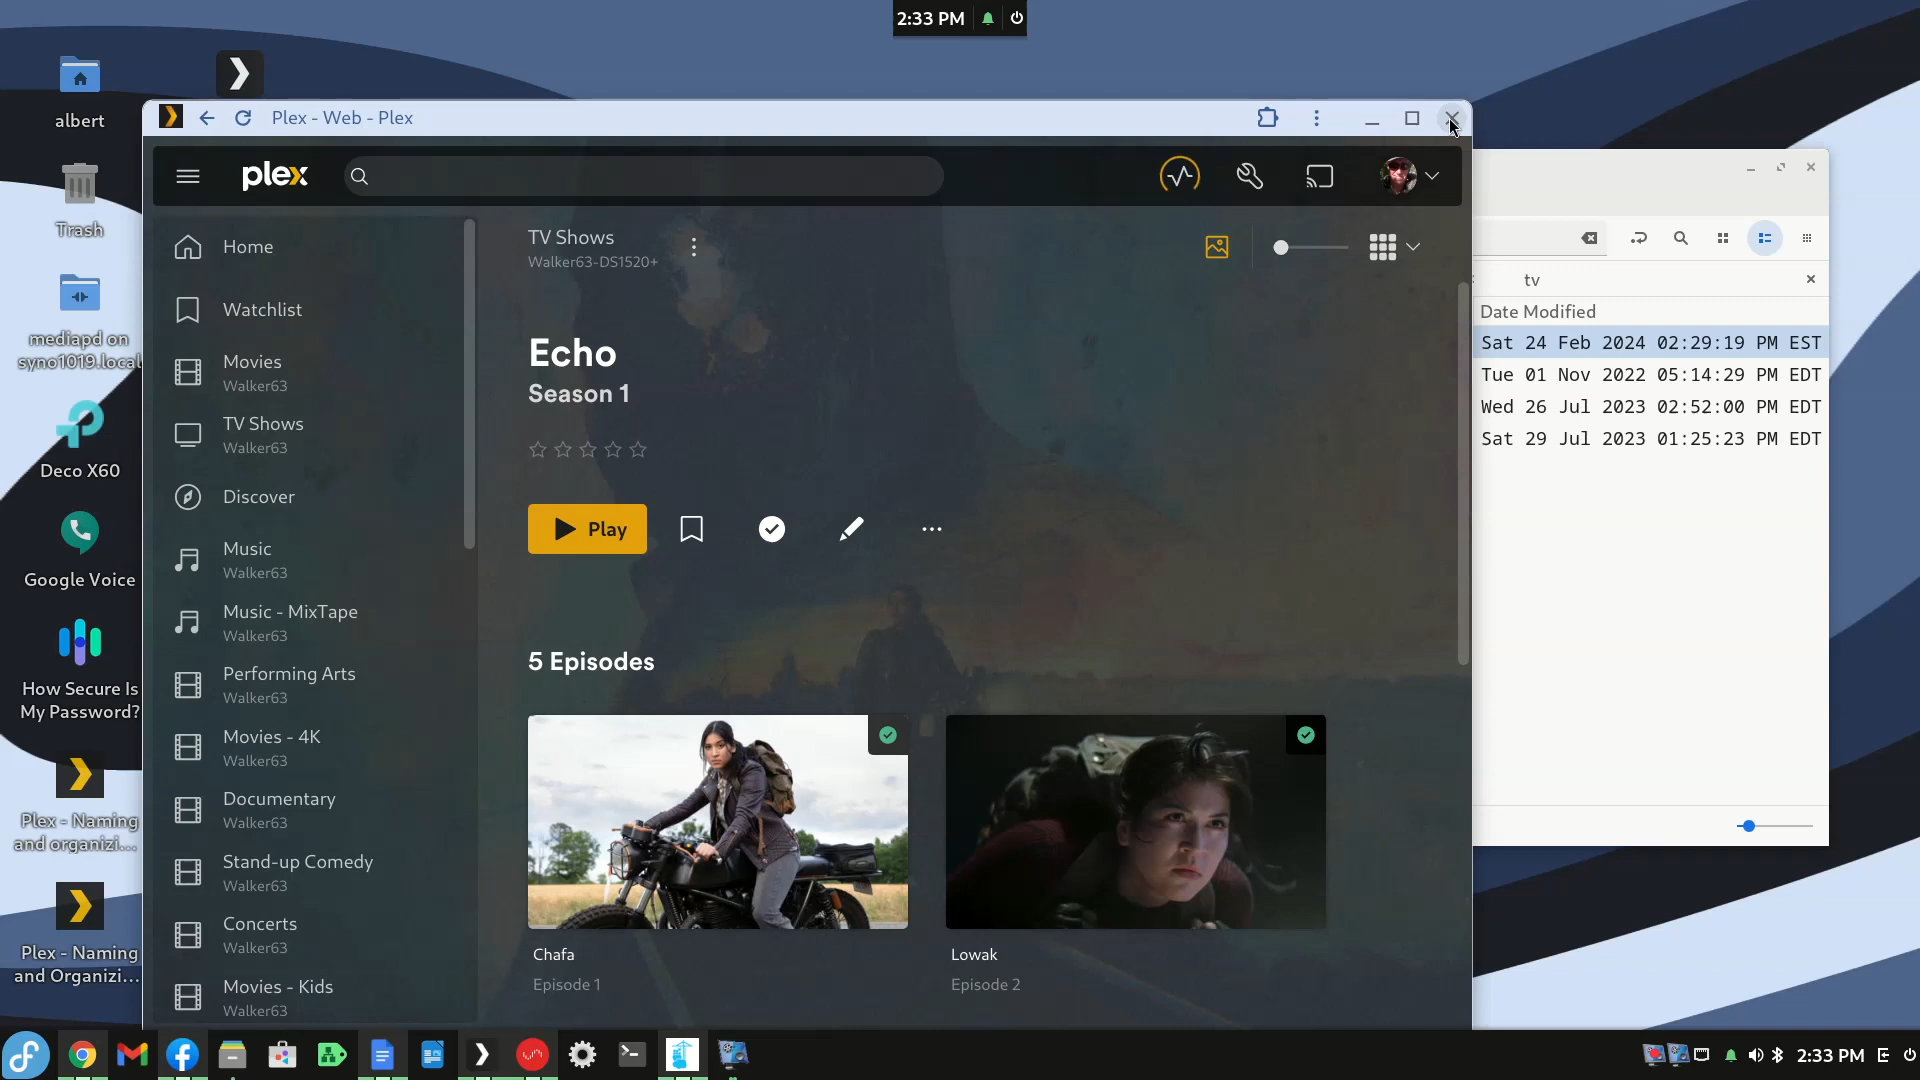 2:33 PM
albert
Trash
mediapd on
syno1019.local
Deco X60
Google Voice
How Secure Is
My Password?
Plex - Naming
and organizi...
Plex - Naming
and Organizi...
Plex - Web - Plex
plex
Home
Watchlist
Movies
Walker63
TV Shows
Walker63
Discover
Music
Walker63
Music - MixTape
Walker63
Performing Arts
Walker63
Movies - 4K
Walker63
Documentary
Walker63
Stand-up Comedy
Walker63
Concerts
Walker63
Movies - Kids
Walker63
TV Shows
Walker63-DS1520+
Echo
Season 1
Play
5 Episodes
Chafa
Episode 1
Lowak
Episode 2
tv
Date Modified
Sat 24 Feb 2024 02:29:19 PM EST
Tue 01 Nov 2022 05:14:29 PM EDT
Wed 26 Jul 2023 02:52:00 PM EDT
Sat 29 Jul 2023 01:25:23 PM EDT
2:33 PM